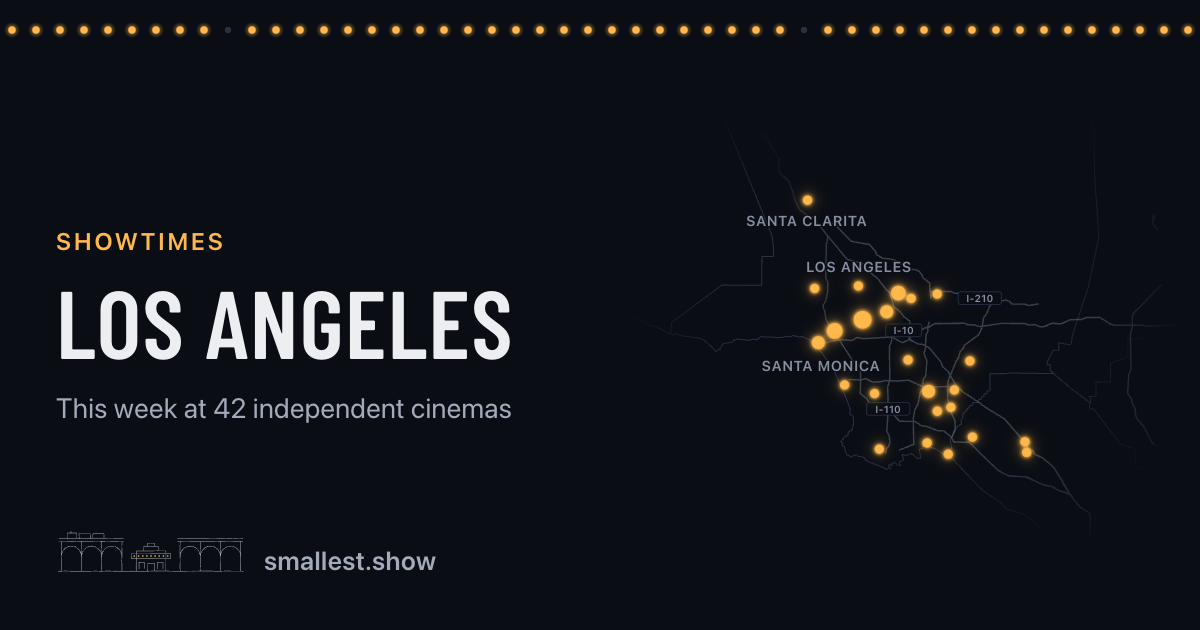 SHOWTIMES
LOS ANGELES
This week at 42 independent cinemas
smallest.show
SANTA CLARITA
LOS ANGELES
I-210
I-10
SANTA MONICA
I-110